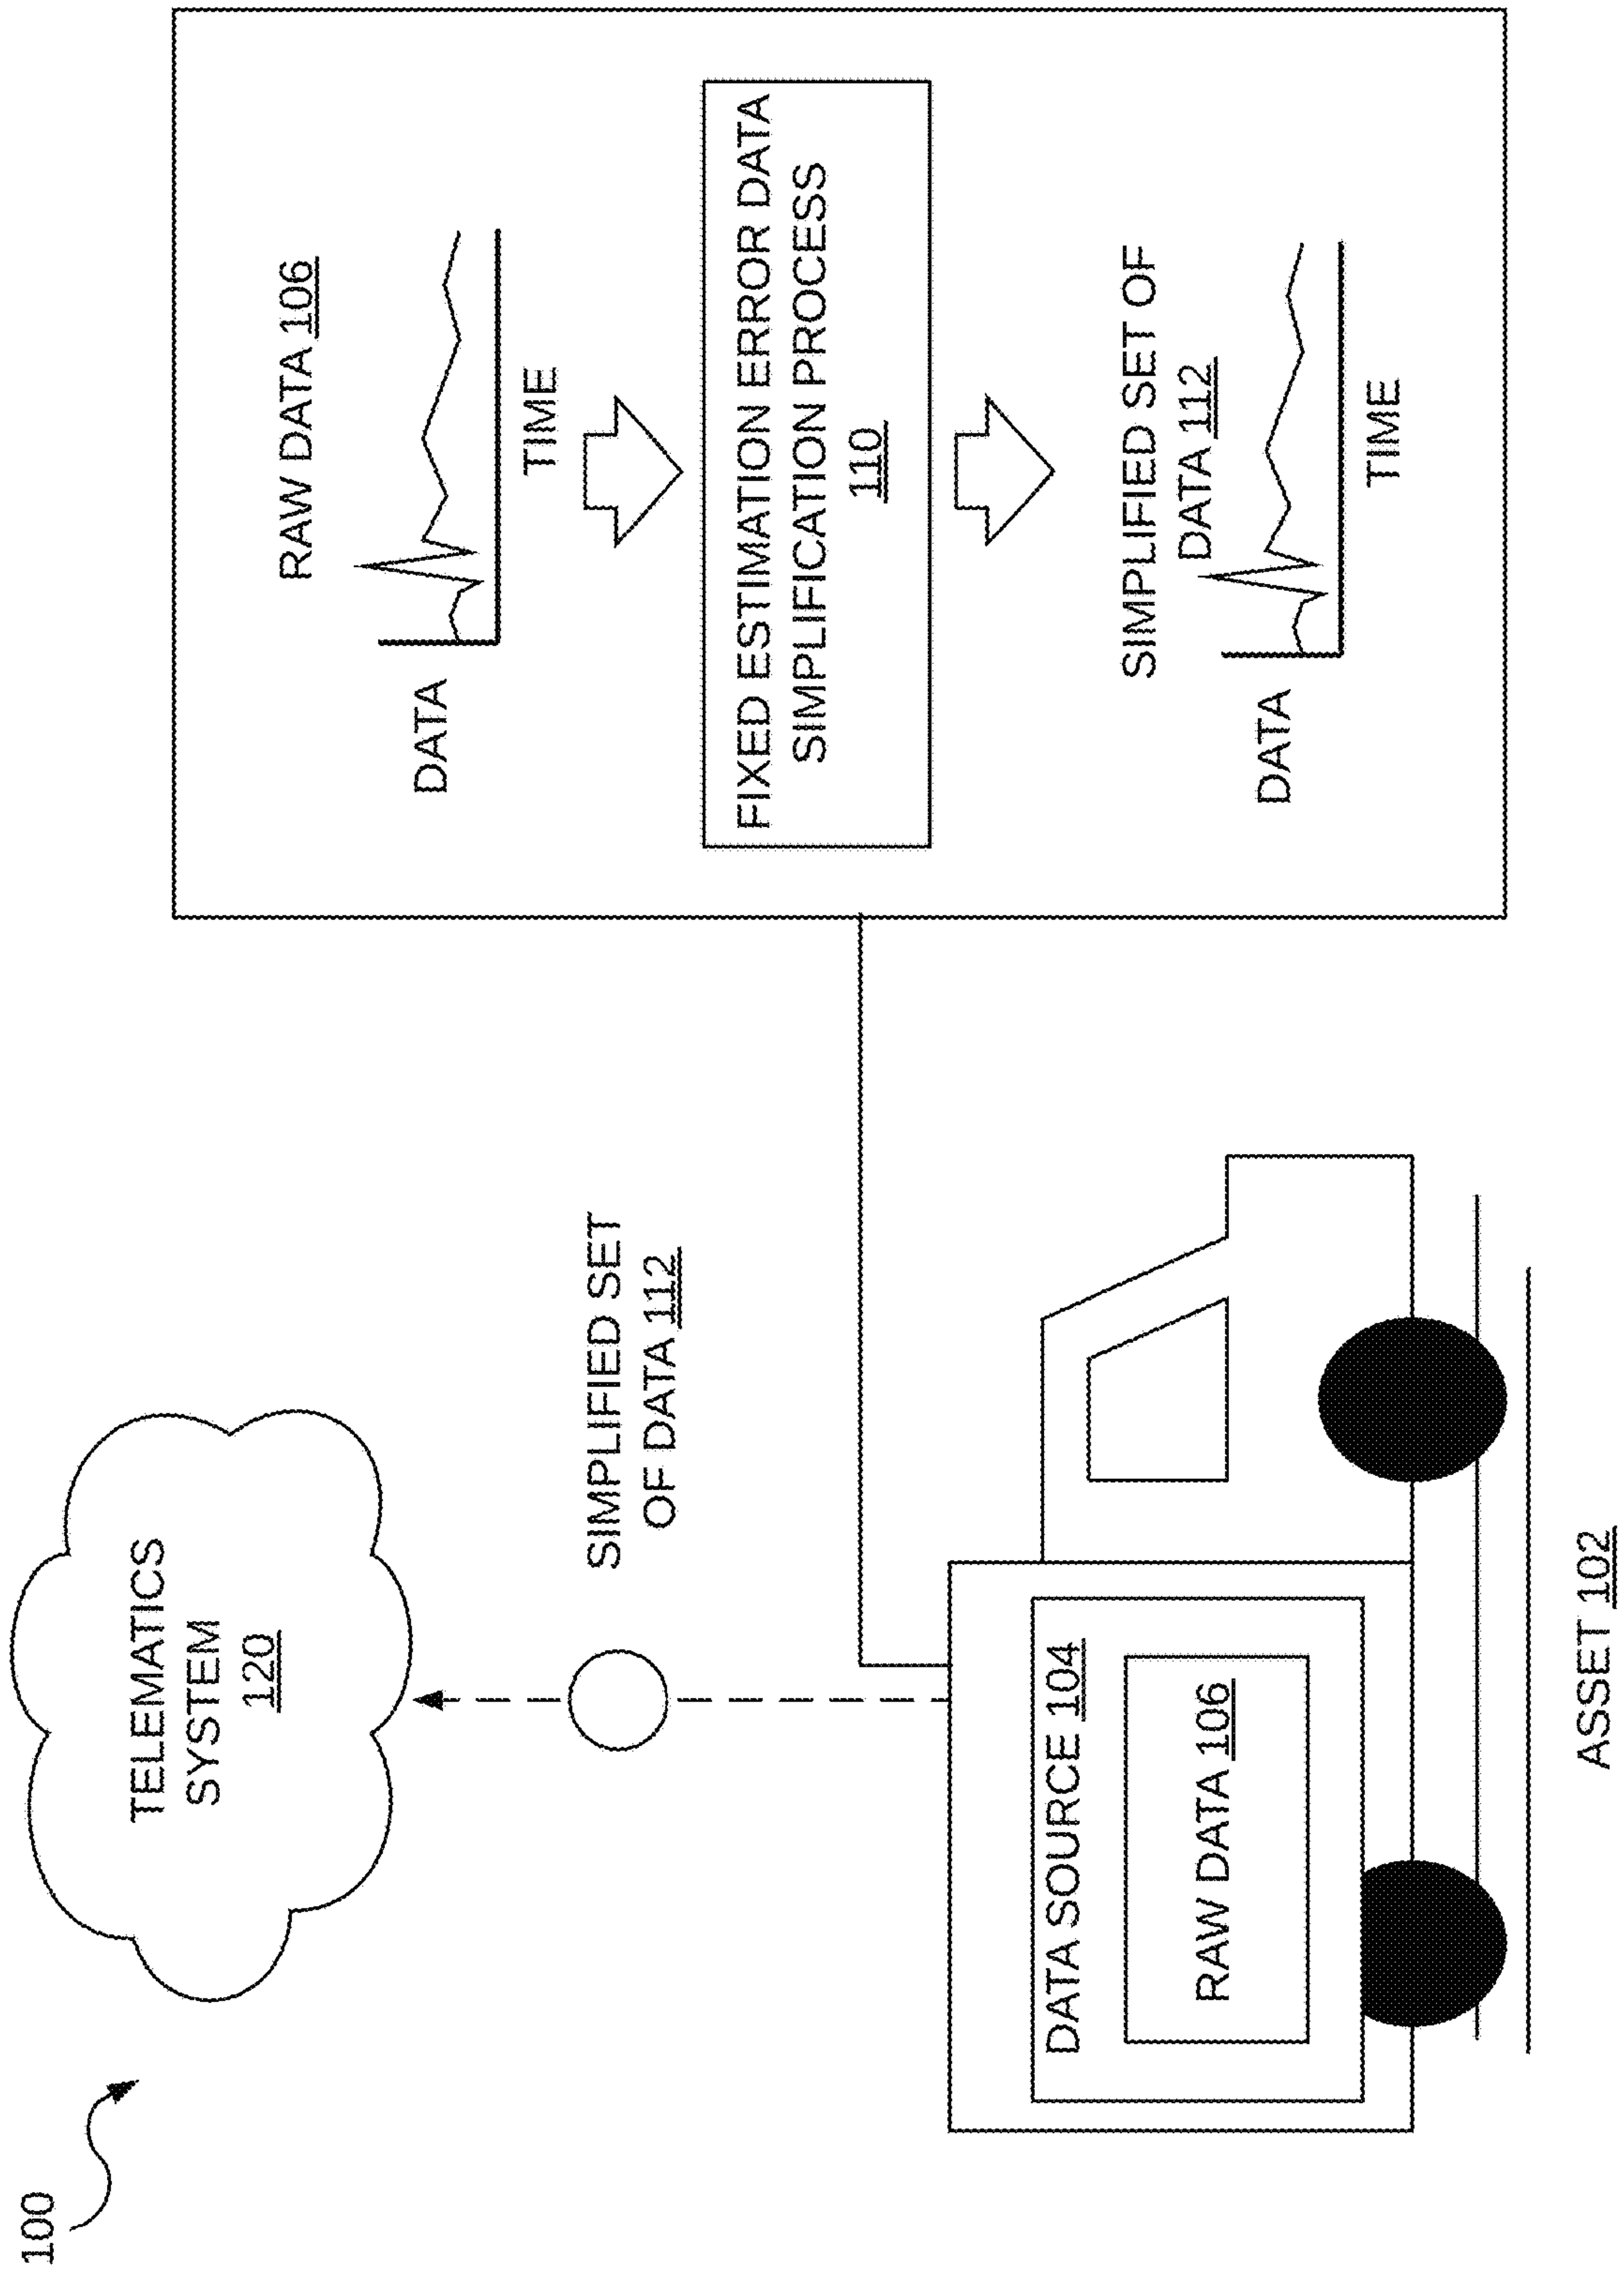 100
TELEMATICS
SYSTEM
120
SIMPLIFIED SET
OF DATA 112
DATA SOURCE 104
RAW DATA 106
ASSET 102
RAW DATA 106
DATA
TIME
FIXED ESTIMATION ERROR DATA
SIMPLIFICATION PROCESS
110
SIMPLIFIED SET OF
DATA 112
DATA
TIME